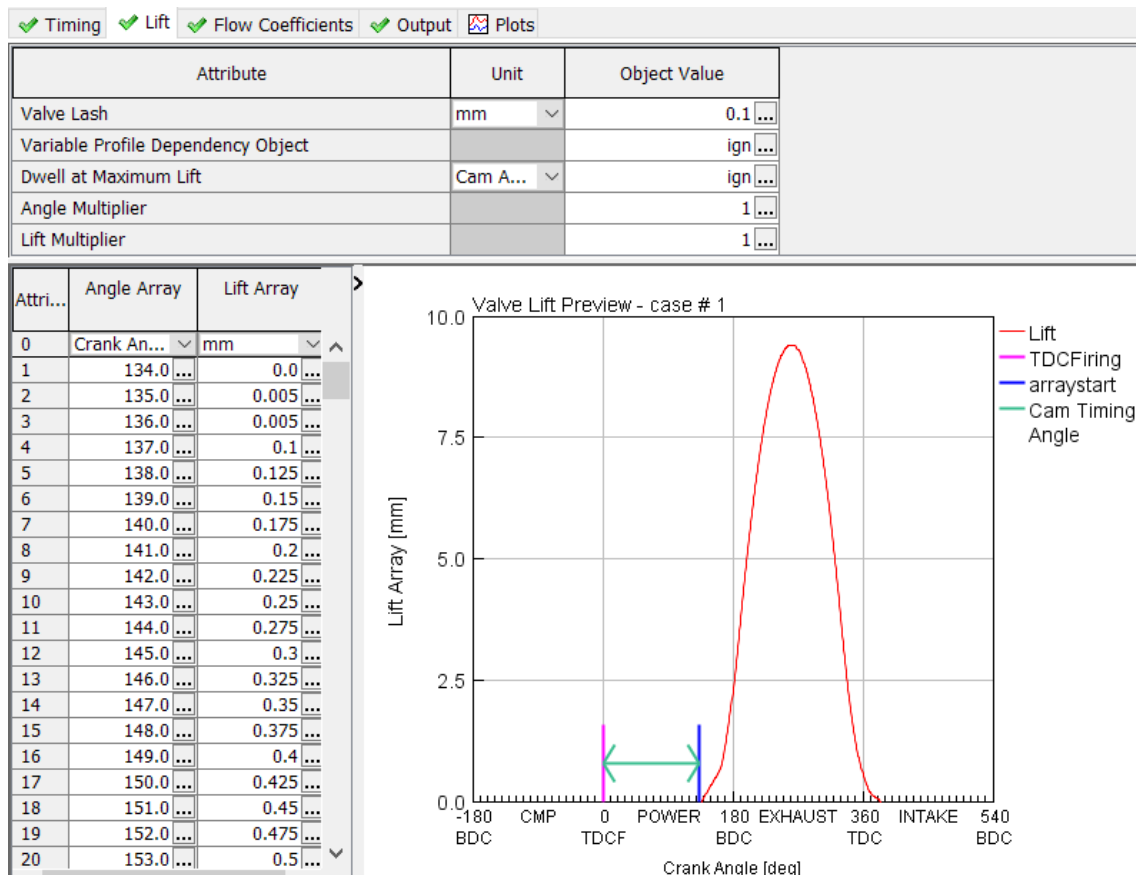 Timing Lift Flow Coefficients Output Plots
Attribute Unit Object Value
Valve Lash mm 0.1 ...
Variable Profile Dependency Object ign ...
Dwell at Maximum Lift Cam A... ign ...
Angle Multiplier 1 ...
Lift Multiplier 1 ...
Attri... Angle Array Lift Array
0 Crank An... mm
1 134.0 ... 0.0 ...
2 135.0 ... 0.005 ...
3 136.0 ... 0.005 ...
4 137.0 ... 0.1 ...
5 138.0 ... 0.125 ...
6 139.0 ... 0.15 ...
7 140.0 ... 0.175 ...
8 141.0 ... 0.2 ...
9 142.0 ... 0.225 ...
10 143.0 ... 0.25 ...
11 144.0 ... 0.275 ...
12 145.0 ... 0.3 ...
13 146.0 ... 0.325 ...
14 147.0 ... 0.35 ...
15 148.0 ... 0.375 ...
16 149.0 ... 0.4 ...
17 150.0 ... 0.425 ...
18 151.0 ... 0.45 ...
19 152.0 ... 0.475 ...
20 153.0 ... 0.5 ...
Valve Lift Preview - case # 1
10.0
7.5
5.0
2.5
0.0
Lift Array [mm]
-180 CMP 0 POWER 180 EXHAUST 360 INTAKE 540
BDC TDCF BDC TDC BDC
Crank Angle [deg]
Lift
TDCFiring
arraystart
Cam Timing
Angle